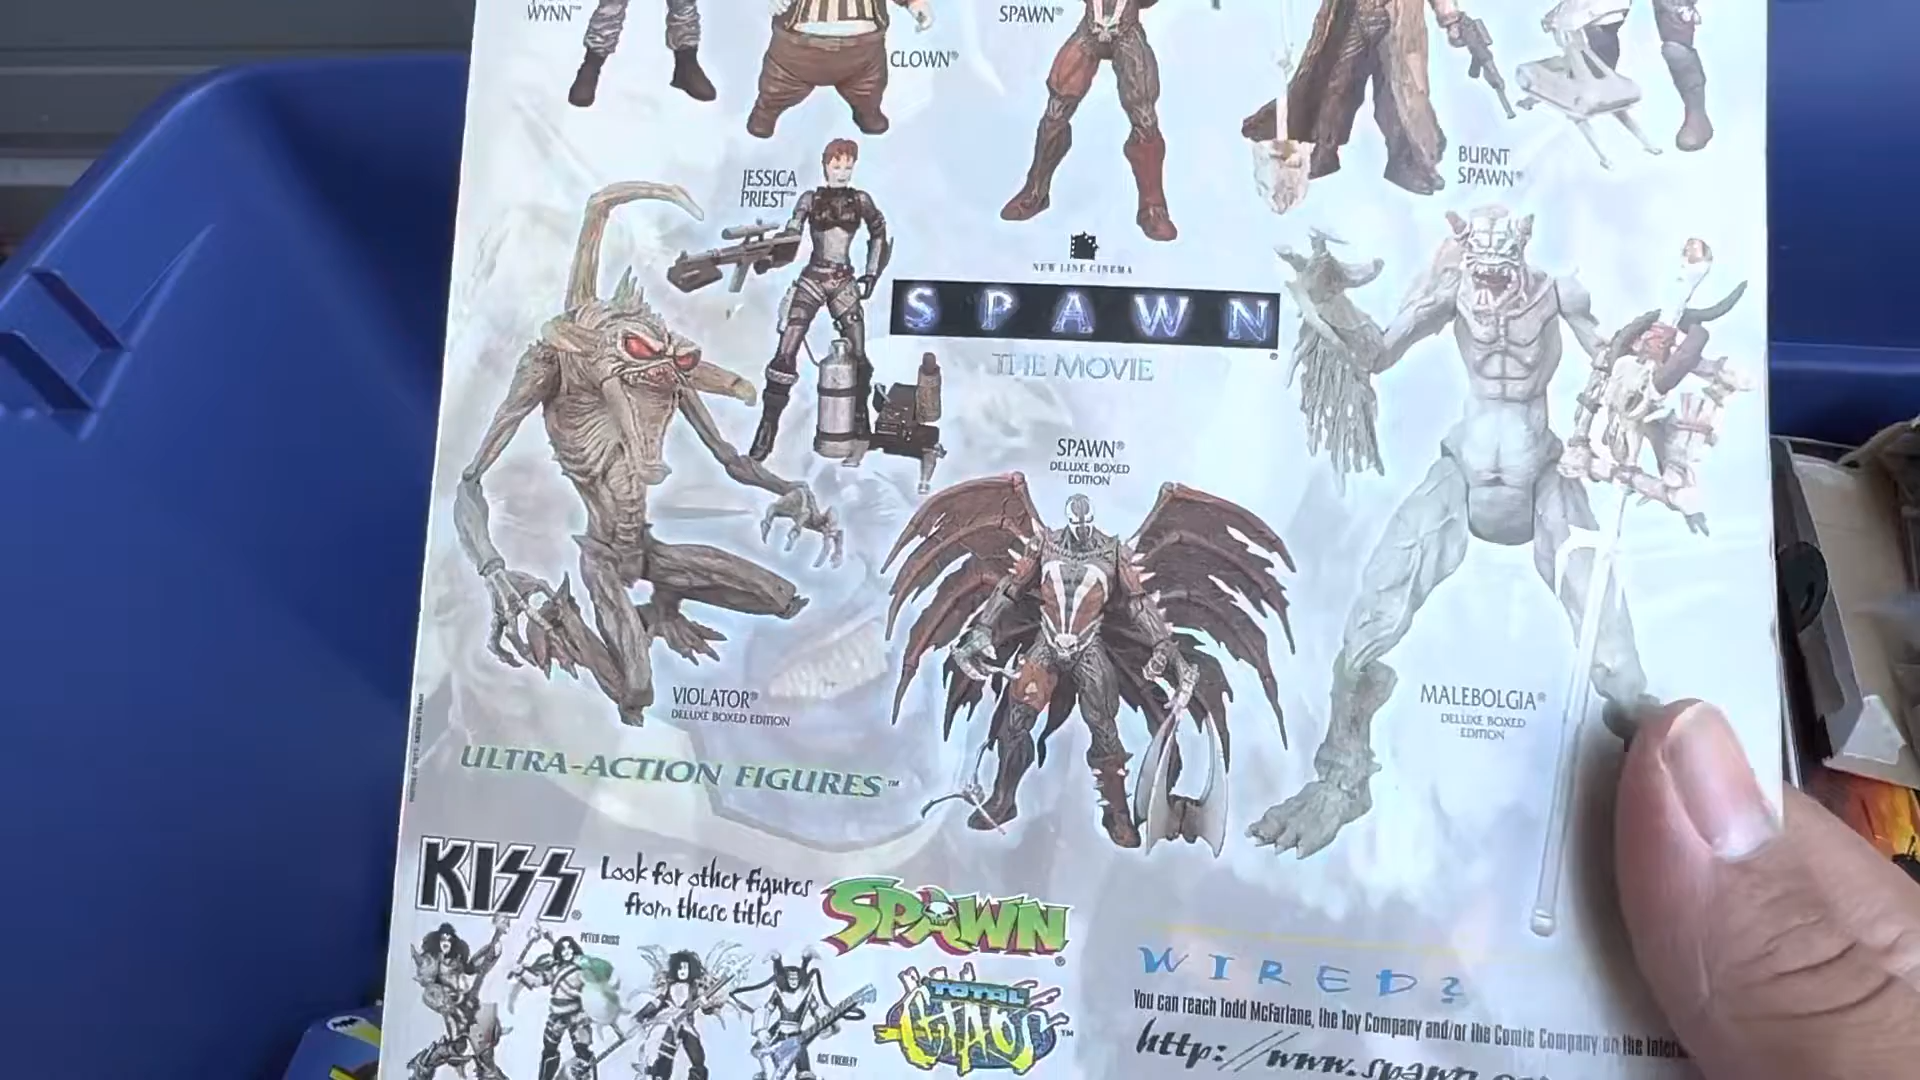 WYNN™
CLOWN®
SPAWN®
BURNT
SPAWN®
JESSICA
PRIEST™
NEW LINE CINEMA
SPAWN®
THE MOVIE
SPAWN®
DELUXE BOXED
EDITION
VIOLATOR®
DELUXE BOXED EDITION
MALEBOLGIA®
DELUXE BOXED
EDITION
ULTRA-ACTION FIGURES™
KISS®
Look for other figures
from these titles
SPAWN®
PETER CRISS
ACE FREHLEY
TOTAL
CHAOS™
WIRED?
You can reach Todd McFarlane, the Toy Company and/or the Comic Company on the
http://www.spawn